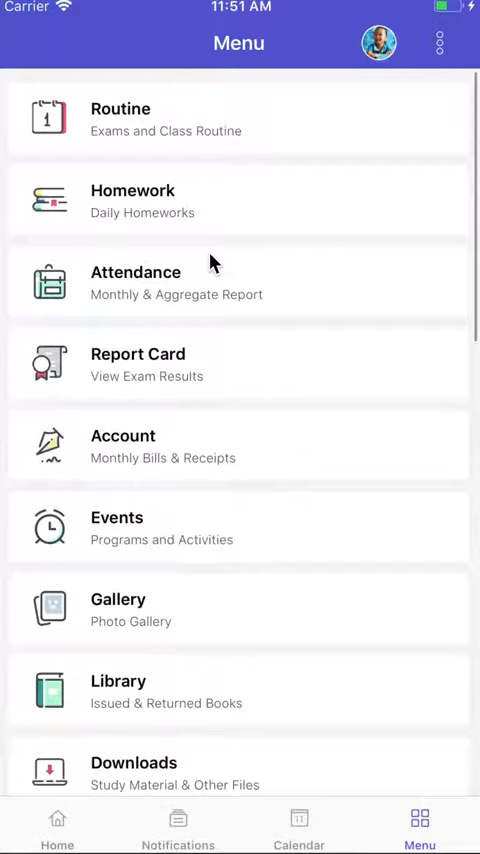 Carrier 11:51 AM
Menu
1
Routine
Exams and Class Routine
Homework
Daily Homeworks
Attendance
Monthly & Aggregate Report
Report Card
View Exam Results
Account
Monthly Bills & Receipts
Events
Programs and Activities
Gallery
Photo Gallery
Library
Issued & Returned Books
Downloads
Study Material & Other Files
11
Home Notifications Calendar Menu